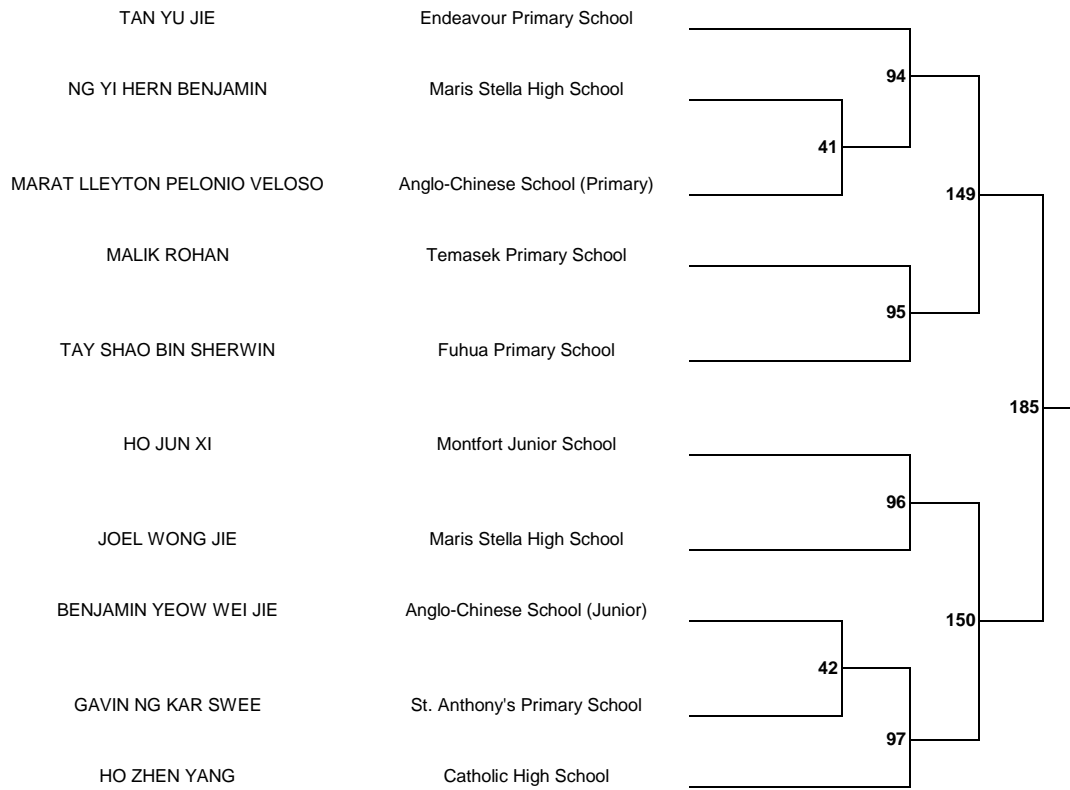 TAN YU JIE Endeavour Primary School
94
NG YI HERN BENJAMIN Maris Stella High School
41
MARAT LLEYTON PELONIO VELOSO Anglo-Chinese School (Primary)
149
MALIK ROHAN Temasek Primary School
95
TAY SHAO BIN SHERWIN Fuhua Primary School
185
HO JUN XI Montfort Junior School
96
JOEL WONG JIE Maris Stella High School
BENJAMIN YEOW WEI JIE Anglo-Chinese School (Junior)
150
42
GAVIN NG KAR SWEE St. Anthony's Primary School
97
HO ZHEN YANG Catholic High School